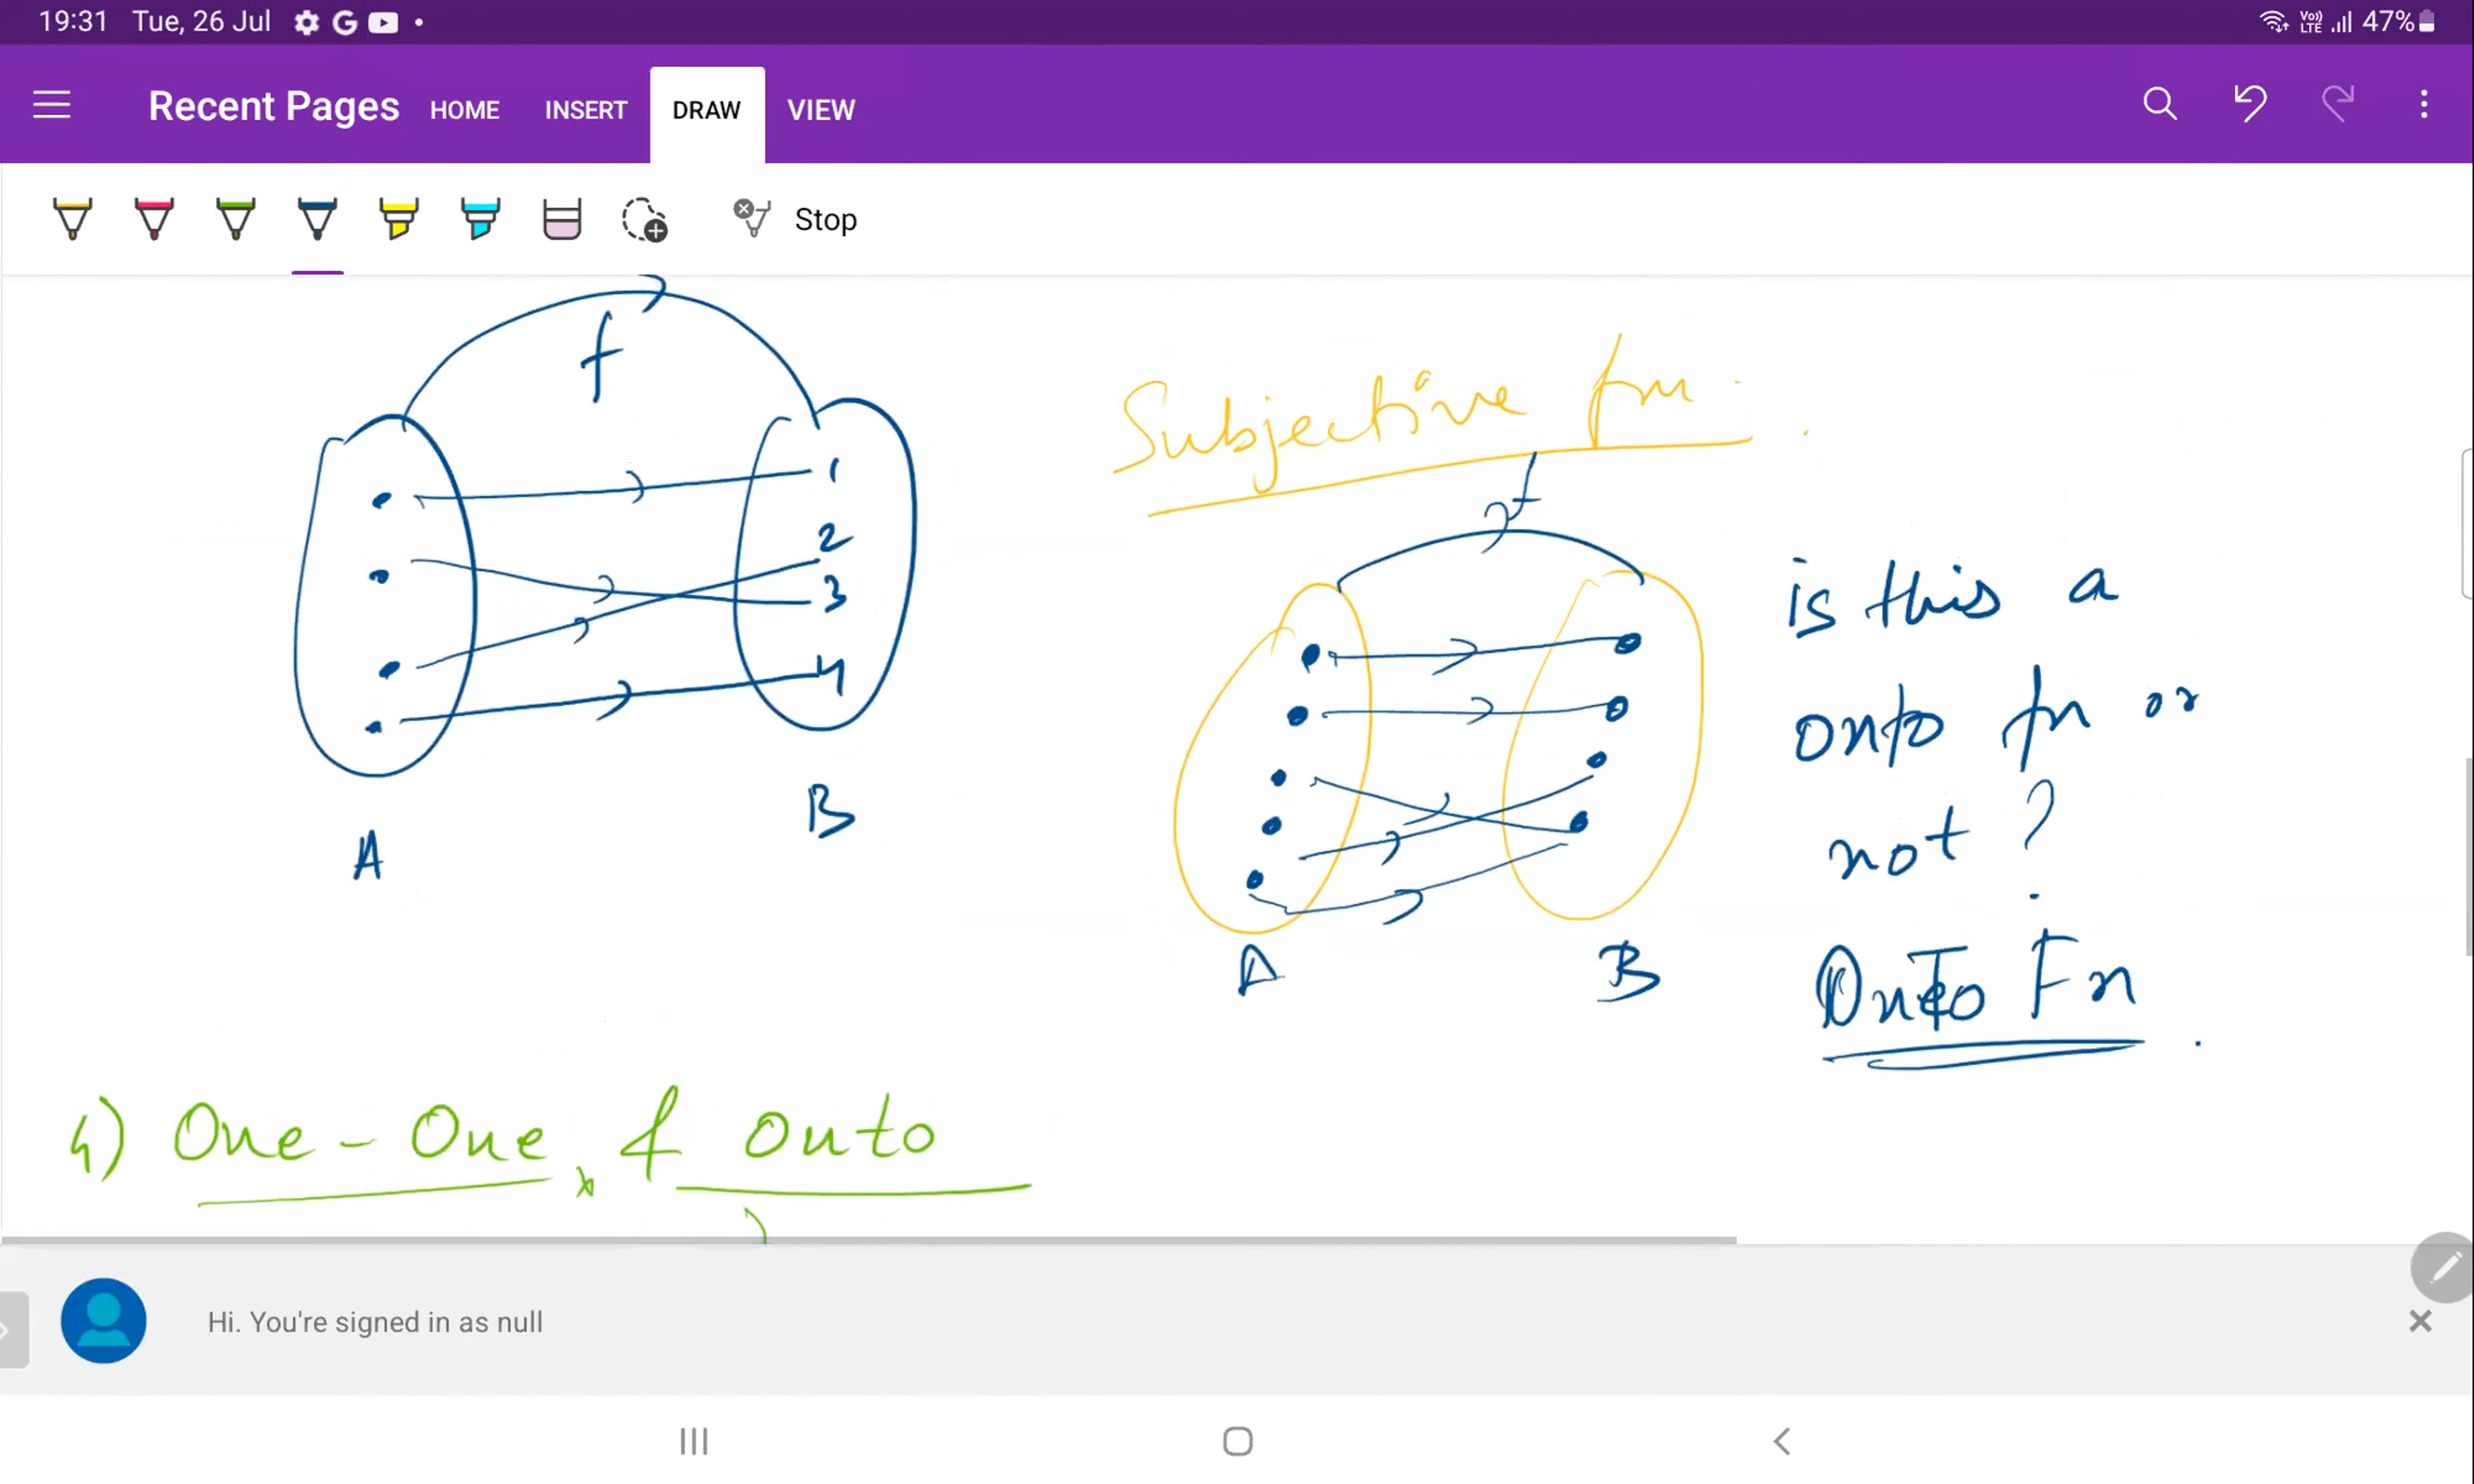 19:31 Tue, 26 Jul
Vo)) LTE 47%
Recent Pages HOME INSERT DRAW VIEW
Stop
f
1
2
3
4
A
B
Subjective fn.
f
A
B
is this a
onto fn or
not ?
Onto Fn.
4) One - One & Onto
Hi. You're signed in as null